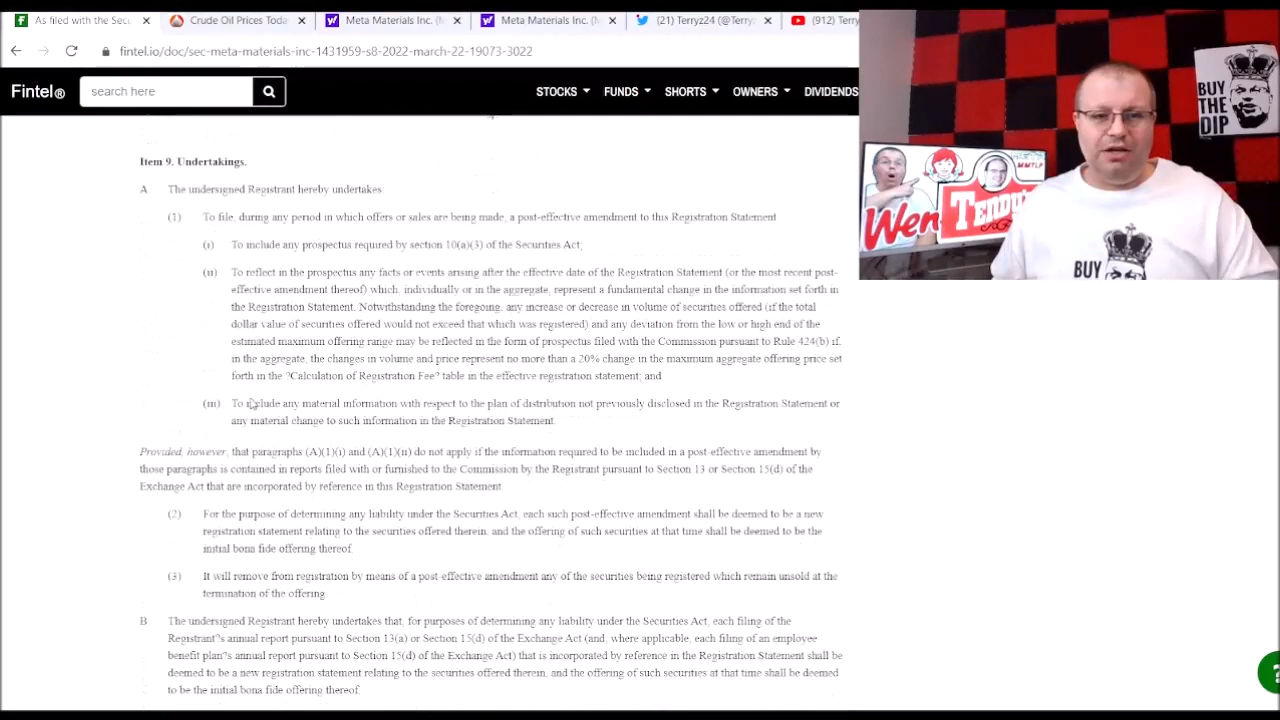 As filed with the Secu
Crude Oil Prices Toda
Meta Materials Inc. (M
Meta Materials Inc. (M
(21) Terryz24 (@Terry
(912) Terry
fintel.io/doc/sec-meta-materials-inc-1431959-s8-2022-march-22-19073-3022
Fintel®
search here
STOCKS
FUNDS
SHORTS
OWNERS
DIVIDENDS
BUY
THE
DIP
MMTLP
Wen
TENDU's
BUY
Item 9. Undertakings.
A The undersigned Registrant hereby undertakes
(1) To file, during any period in which offers or sales are being made, a post-effective amendment to this Registration Statement
(i) To include any prospectus required by section 10(a)(3) of the Securities Act;
(ii) To reflect in the prospectus any facts or events arising after the effective date of the Registration Statement (or the most recent post-
effective amendment thereof) which, individually or in the aggregate, represent a fundamental change in the information set forth in
the Registration Statement. Notwithstanding the foregoing, any increase or decrease in volume of securities offered (if the total
dollar value of securities offered would not exceed that which was registered) and any deviation from the low or high end of the
estimated maximum offering range may be reflected in the form of prospectus filed with the Commission pursuant to Rule 424(b) if,
in the aggregate, the changes in volume and price represent no more than a 20% change in the maximum aggregate offering price set
forth in the ?Calculation of Registration Fee? table in the effective registration statement; and
(iii) To include any material information with respect to the plan of distribution not previously disclosed in the Registration Statement or
any material change to such information in the Registration Statement.
Provided, however, that paragraphs (A)(1)(i) and (A)(1)(ii) do not apply if the information required to be included in a post-effective amendment by
those paragraphs is contained in reports filed with or furnished to the Commission by the Registrant pursuant to Section 13 or Section 15(d) of the
Exchange Act that are incorporated by reference in this Registration Statement.
(2) For the purpose of determining any liability under the Securities Act, each such post-effective amendment shall be deemed to be a new
registration statement relating to the securities offered therein, and the offering of such securities at that time shall be deemed to be the
initial bona fide offering thereof.
(3) It will remove from registration by means of a post-effective amendment any of the securities being registered which remain unsold at the
termination of the offering
B The undersigned Registrant hereby undertakes that, for purposes of determining any liability under the Securities Act, each filing of the
Registrant?s annual report pursuant to Section 13(a) or Section 15(d) of the Exchange Act (and, where applicable, each filing of an employee
benefit plan?s annual report pursuant to Section 15(d) of the Exchange Act) that is incorporated by reference in the Registration Statement shall be
deemed to be a new registration statement relating to the securities offered therein, and the offering of such securities at that time shall be deemed
to be the initial bona fide offering thereof.